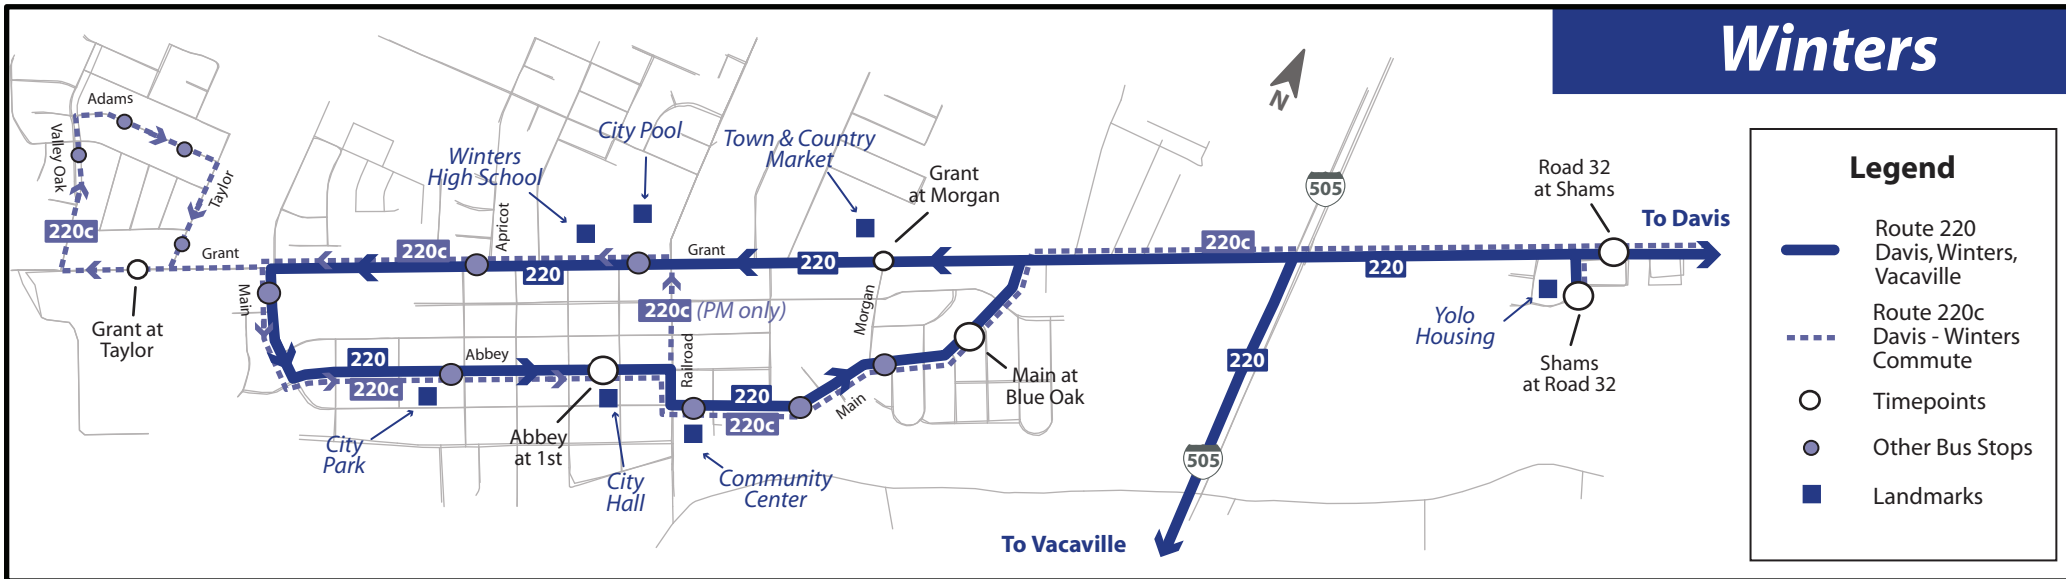 Winters
Adams
Valley Oak
Taylor
220c
Grant
Grant at
Taylor
Main
Winters
High School
City Pool
Town & Country
Market
Grant
at Morgan
Apricot
220c
220
Grant
220
220c (PM only)
Morgan
Railroad
220
Abbey
220c
City
Park
Abbey
at 1st
City
Hall
220
220c
Community
Center
Main
Main at
Blue Oak
N
505
220c
220
220
505
To Vacaville
Road 32
at Shams
To Davis
Yolo
Housing
Shams
at Road 32
Legend
Route 220
Davis, Winters,
Vacaville
Route 220c
Davis - Winters
Commute
Timepoints
Other Bus Stops
Landmarks